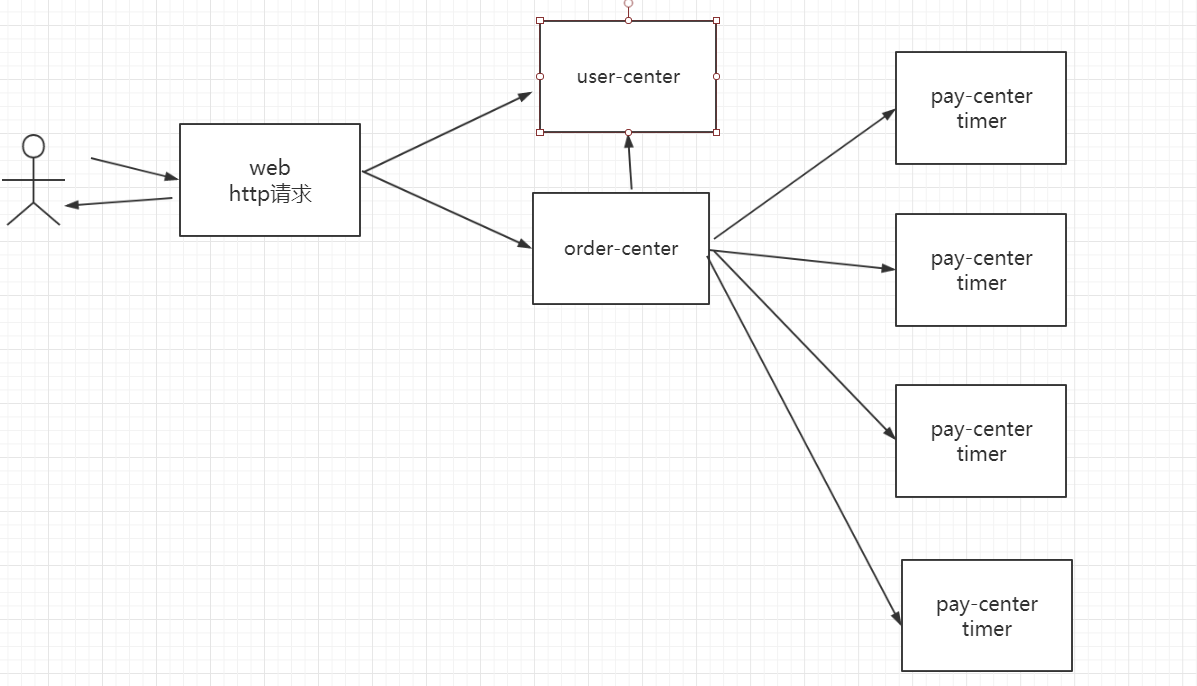 user-center
web
http请求
order-center
pay-center
timer
pay-center
timer
pay-center
timer
pay-center
timer